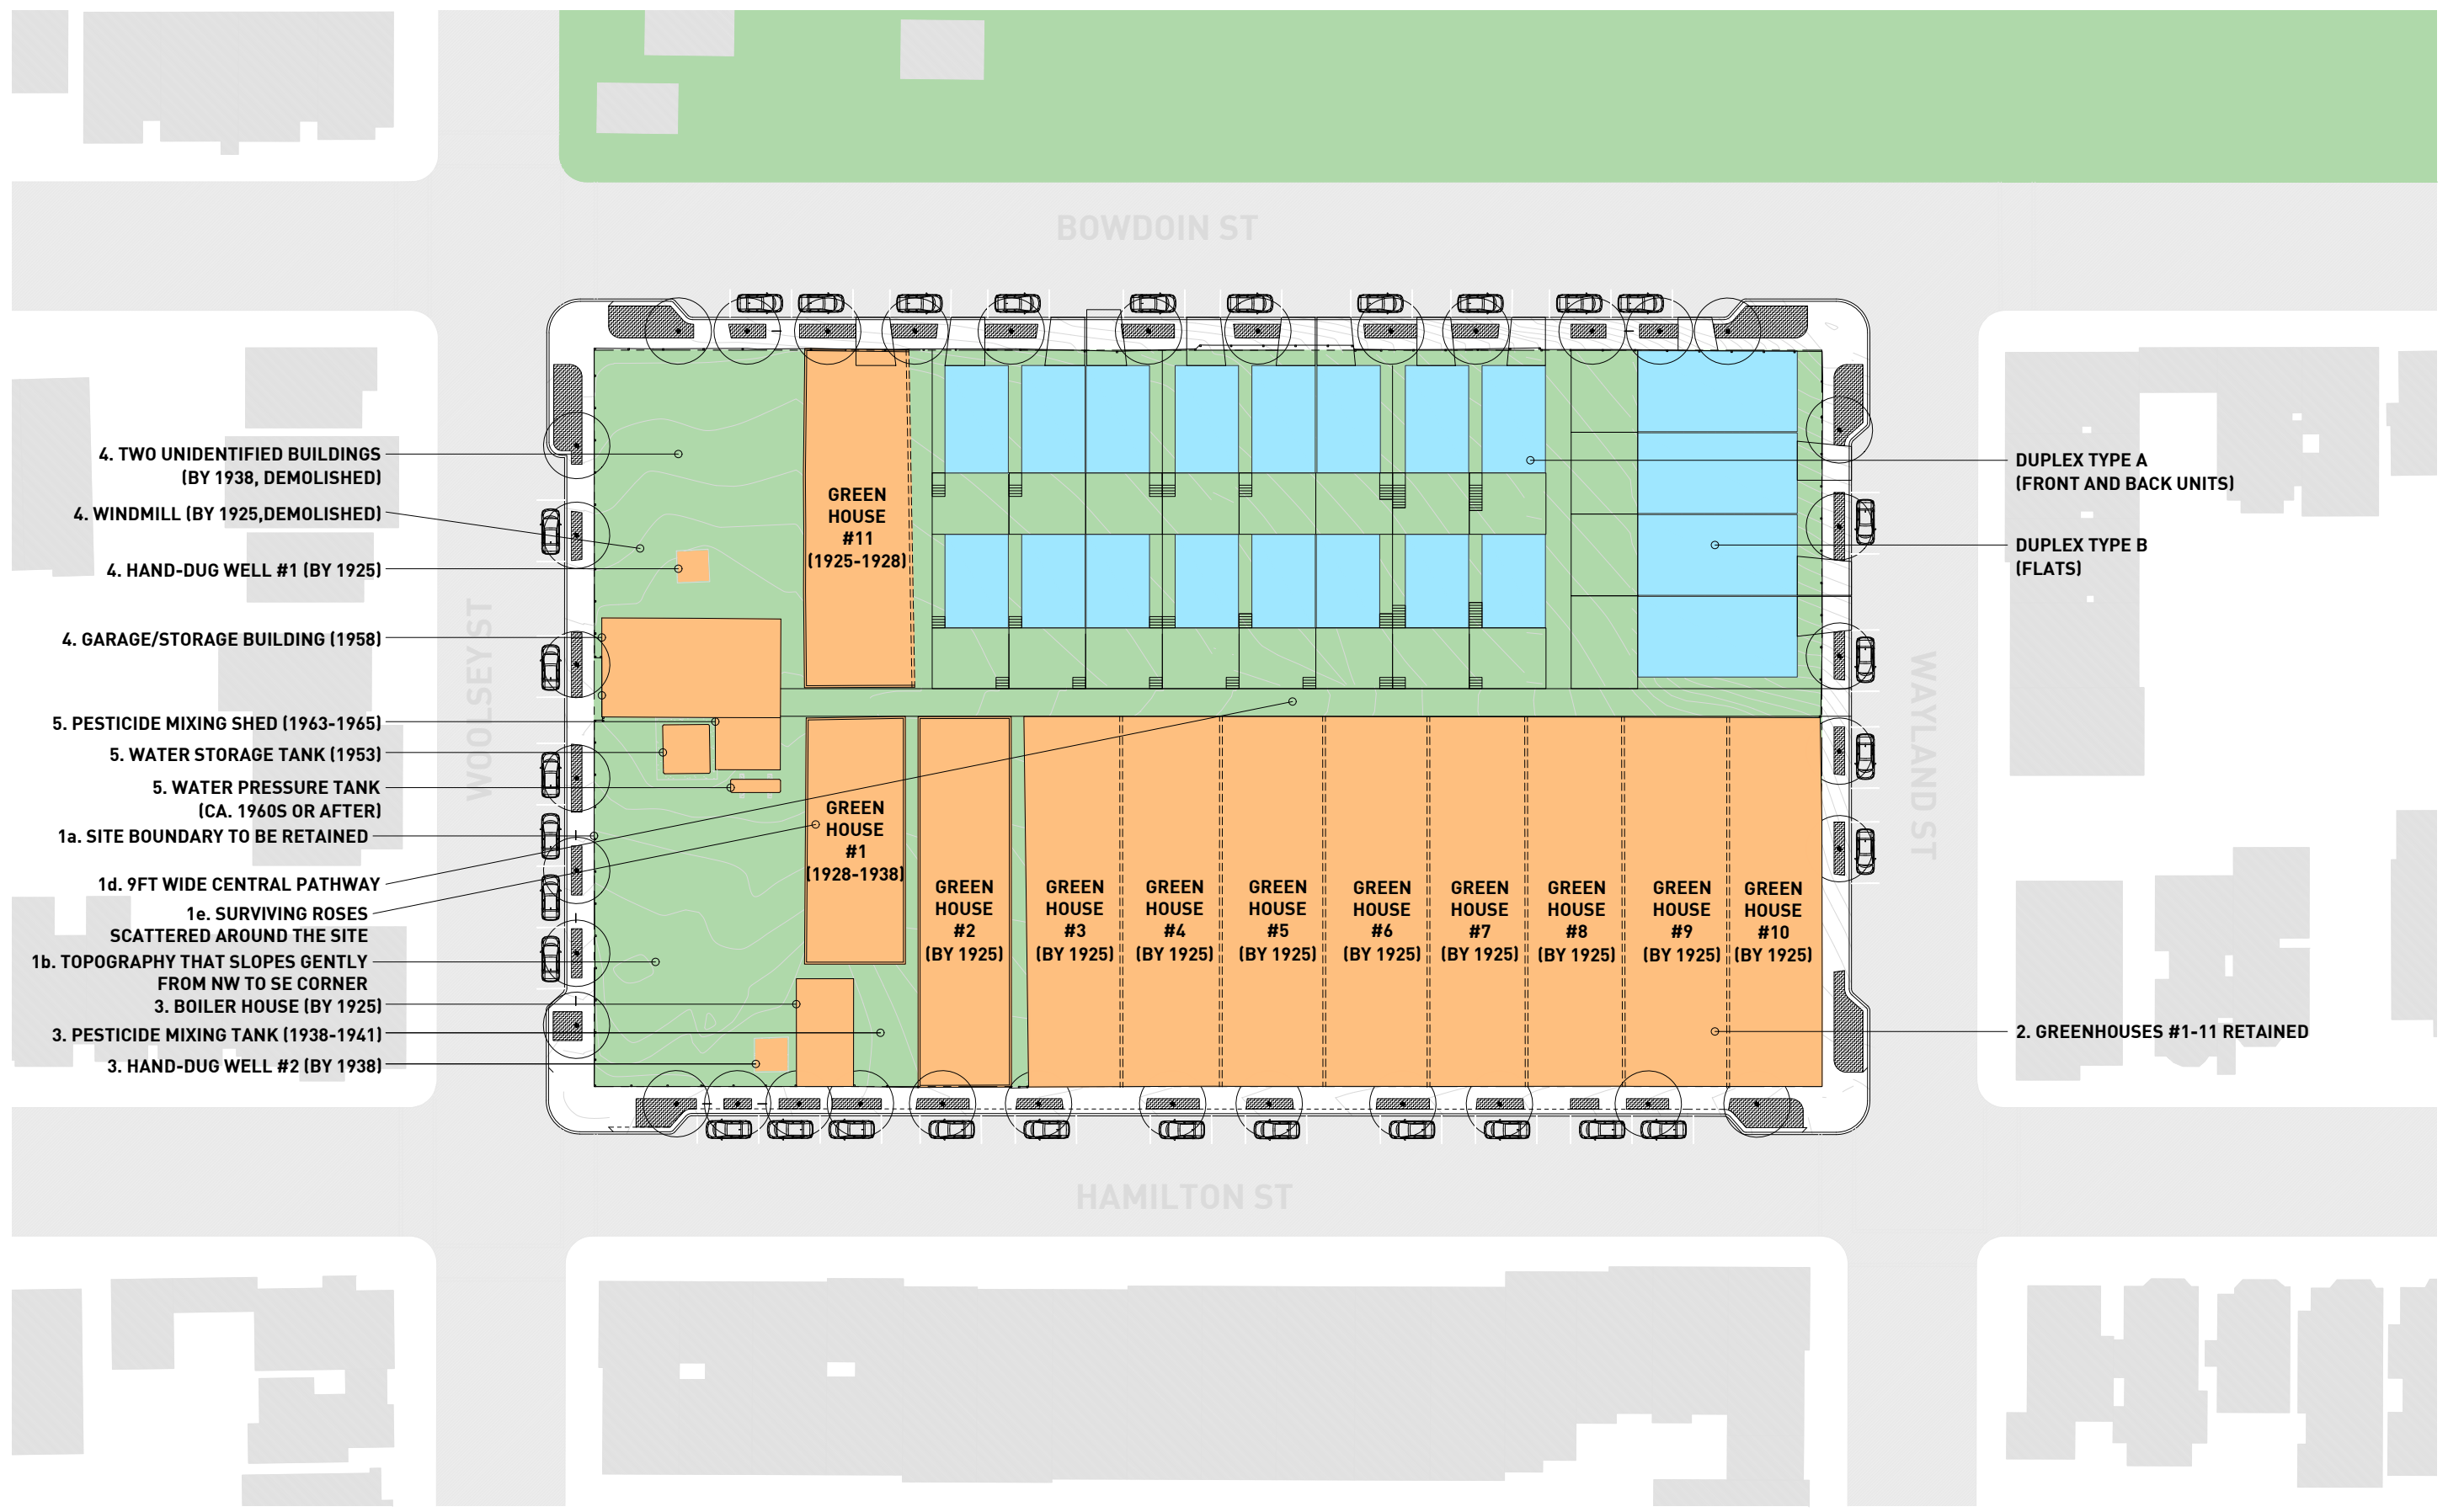 BOWDOIN ST
4. TWO UNIDENTIFIED BUILDINGS
(BY 1938, DEMOLISHED)
4. WINDMILL (BY 1925,DEMOLISHED)
4. HAND-DUG WELL #1 (BY 1925)
4. GARAGE/STORAGE BUILDING (1958)
5. PESTICIDE MIXING SHED (1963-1965)
5. WATER STORAGE TANK (1953)
5. WATER PRESSURE TANK
(CA. 1960S OR AFTER)
1a. SITE BOUNDARY TO BE RETAINED
1d. 9FT WIDE CENTRAL PATHWAY
1e. SURVIVING ROSES
SCATTERED AROUND THE SITE
1b. TOPOGRAPHY THAT SLOPES GENTLY
FROM NW TO SE CORNER
3. BOILER HOUSE (BY 1925)
3. PESTICIDE MIXING TANK (1938-1941)
3. HAND-DUG WELL #2 (BY 1938)
WOOLSEY ST
GREEN
HOUSE
#11
(1925-1928)
GREEN
HOUSE
#1
(1928-1938)
GREEN
HOUSE
#2
(BY 1925)
GREEN
HOUSE
#3
(BY 1925)
GREEN
HOUSE
#4
(BY 1925)
GREEN
HOUSE
#5
(BY 1925)
GREEN
HOUSE
#6
(BY 1925)
GREEN
HOUSE
#7
(BY 1925)
GREEN
HOUSE
#8
(BY 1925)
GREEN
HOUSE
#9
(BY 1925)
GREEN
HOUSE
#10
(BY 1925)
WAYLAND ST
DUPLEX TYPE A
(FRONT AND BACK UNITS)
DUPLEX TYPE B
(FLATS)
2. GREENHOUSES #1-11 RETAINED
HAMILTON ST